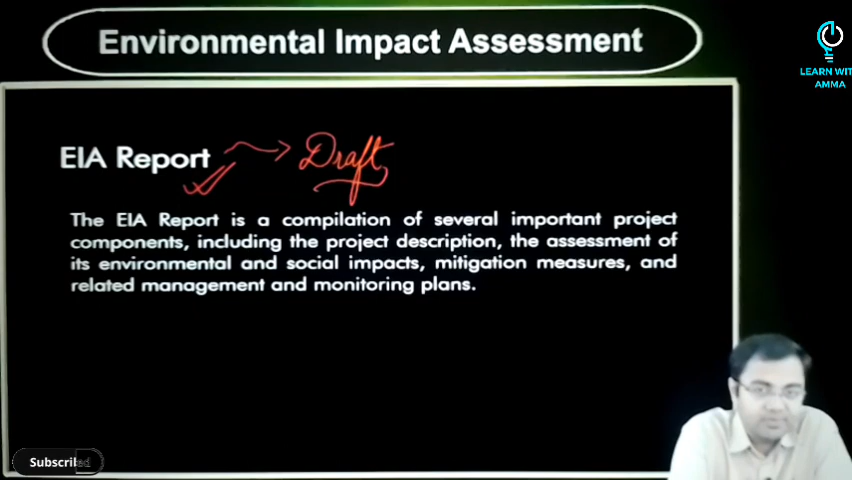 Environmental Impact Assessment
LEARN WIT
AMMA
EIA Report
Draft
The EIA Report is a compilation of several important project
components, including the project description, the assessment of
its environmental and social impacts, mitigation measures, and
related management and monitoring plans.
Subscribed